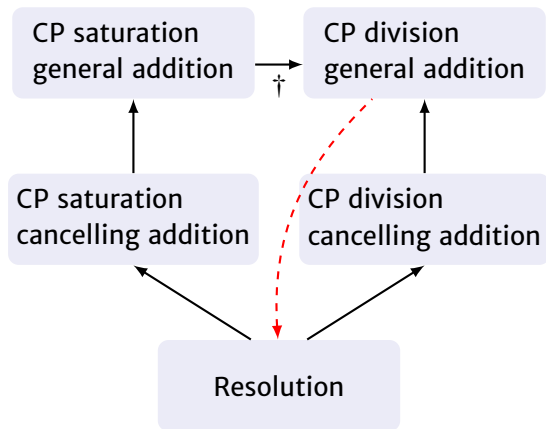 CP saturation
general addition
CP division
general addition
†
CP saturation
cancelling addition
CP division
cancelling addition
Resolution